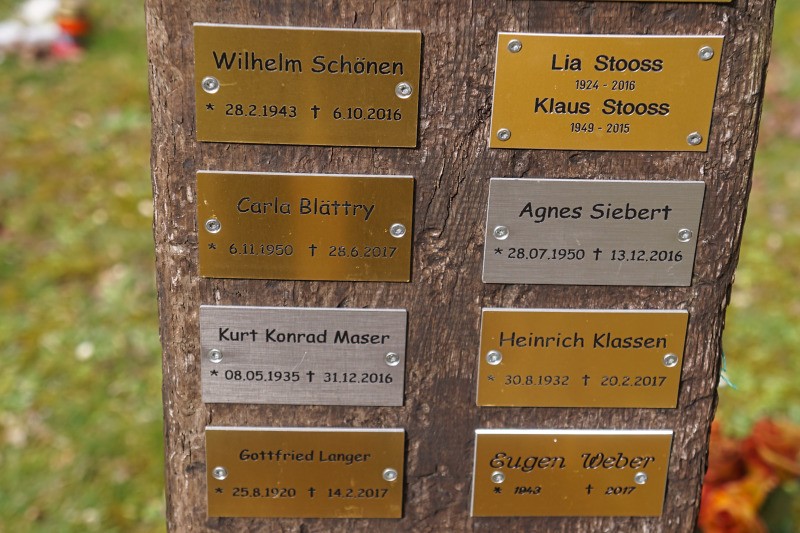 Wilhelm Schönen
* 28.2.1943 † 6.10.2016
Lia Stooss
1924 - 2016
Klaus Stooss
1949 - 2015
Carla Blättry
* 6.11.1950 † 28.6.2017
Agnes Siebert
* 28.07.1950 † 13.12.2016
Kurt Konrad Maser
* 08.05.1935 † 31.12.2016
Heinrich Klassen
* 30.8.1932 † 20.2.2017
Gottfried Langer
* 25.8.1920 † 14.2.2017
Eugen Weber
* 1943 † 2017